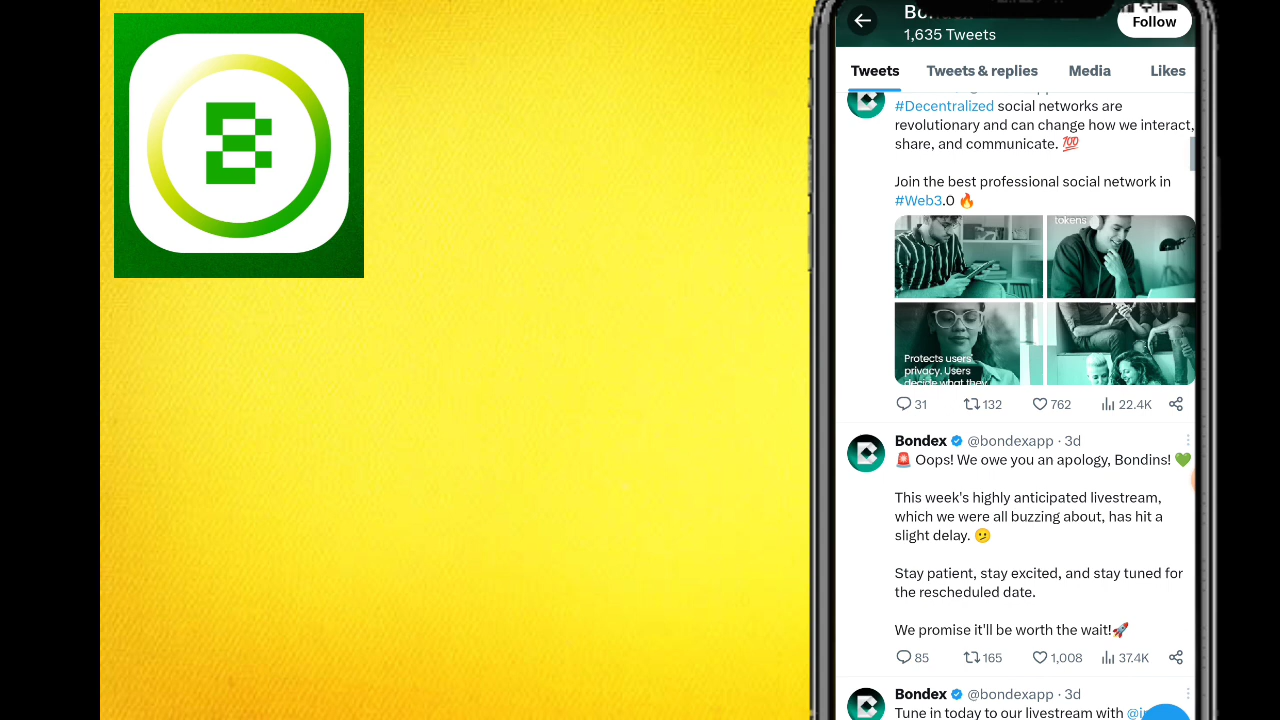 Follow
1,635 Tweets
Tweets
Tweets & replies
Media
Likes
#Decentralized social networks are
revolutionary and can change how we interact,
share, and communicate. 💯
Join the best professional social network in
#Web3.0 🔥
tokens
Protects users'
privacy. Users
decide what they
31
132
762
22.4K
Bondex @bondexapp · 3d
🚨 Oops! We owe you an apology, Bondins! 💚
This week's highly anticipated livestream,
which we were all buzzing about, has hit a
slight delay. 🫤
Stay patient, stay excited, and stay tuned for
the rescheduled date.
We promise it'll be worth the wait!🚀
85
165
1,008
37.4K
Bondex @bondexapp · 3d
Tune in today to our livestream with